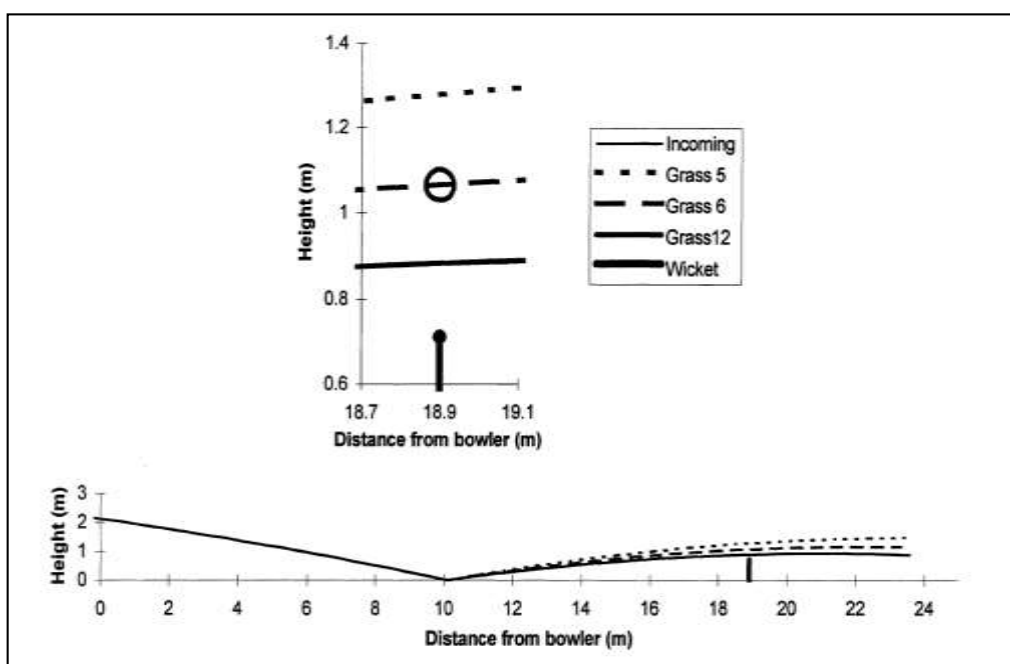 1.4
1.2
1
0.8
0.6
Height (m)
18.7 18.9 19.1
Distance from bowler (m)
Incoming
Grass 5
Grass 6
Grass12
Wicket
3
2
1
0
Height (m)
0 2 4 6 8 10 12 14 16 18 20 22 24
Distance from bowler (m)